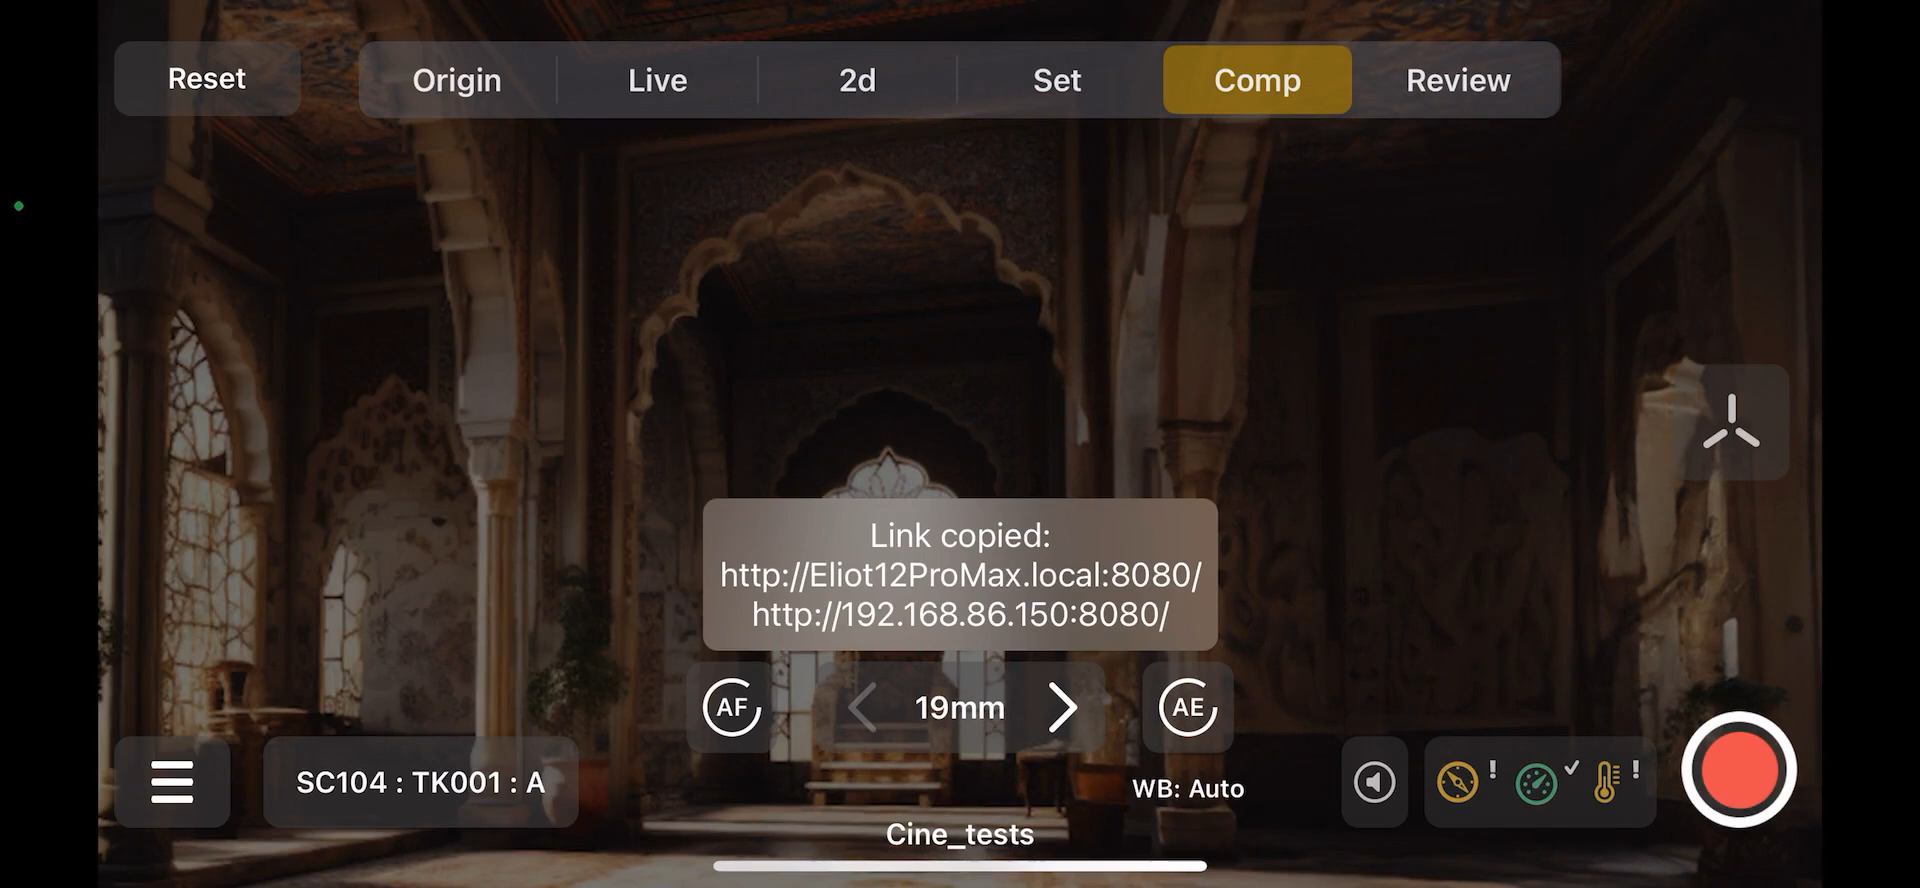 Reset
Origin
Live
2d
Set
Comp
Review
Link copied:
http://Eliot12ProMax.local:8080/
http://192.168.86.150:8080/
AF
19mm
AE
SC104 : TK001 : A
WB: Auto
!
!
Cine_tests